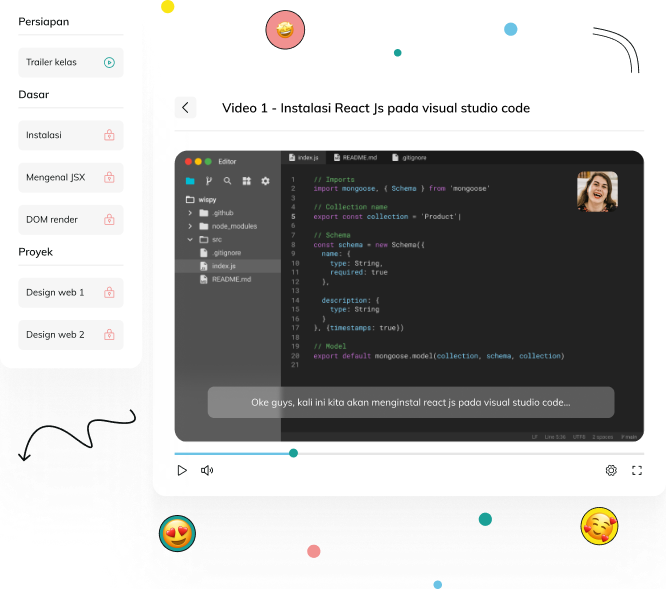 Persiapan
Trailer kelas
Dasar
Instalasi
Mengenal JSX
DOM render
Proyek
Design web 1
Design web 2
Video 1 - Instalasi React Js pada visual studio code
Editor
wispy
.github
node_modules
src
.gitignore
index.js
README.md
index.js README.md .gitignore
1 // Imports
2 import mongoose, { Schema } from 'mongoose'
3
4 // Collection name
5 export const collection = 'Product'
6
7 // Schema
8 const schema = new Schema({
9 name: {
10 type: String,
11 required: true
12 },
13
14 description: {
15 type: String
16 }
17 }, {timestamps: true})
18
19 // Model
20 export default mongoose.model(collection, schema, collection)
21
Oke guys, kali ini kita akan menginstal react js pada visual studio code...
LF UTF8 2 spaces main